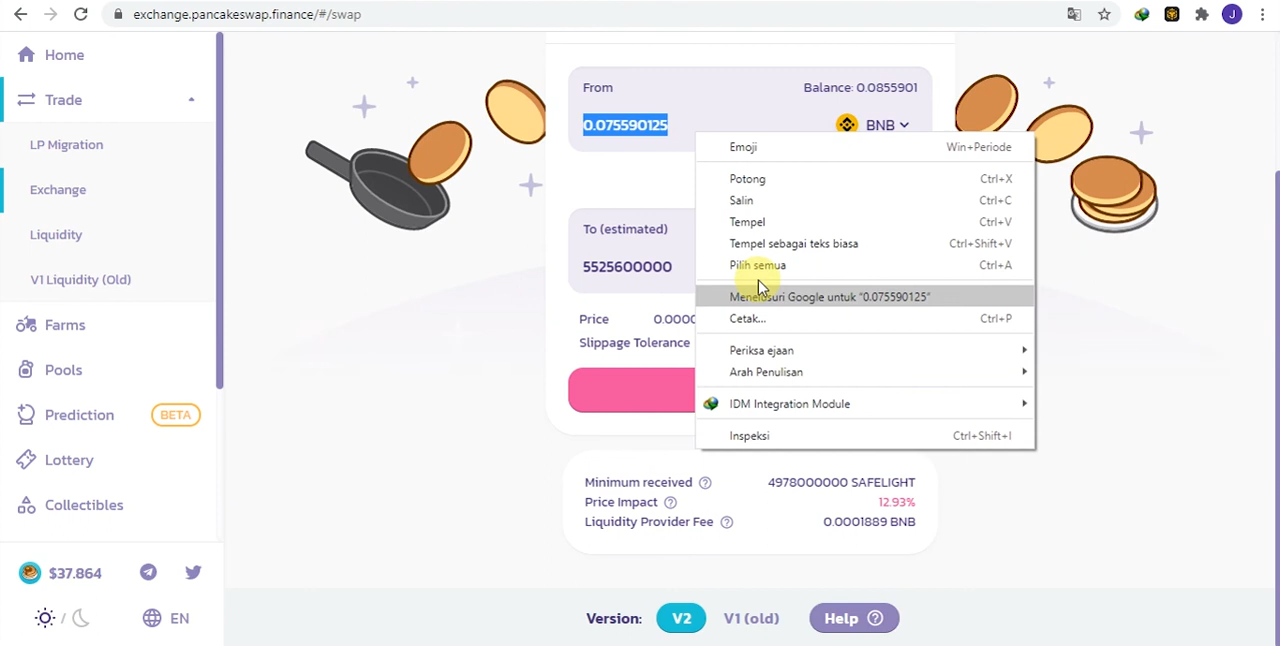 exchange.pancakeswap.finance/#/swap
J
Home
Trade
LP Migration
Exchange
Liquidity
V1 Liquidity (Old)
Farms
Pools
Prediction BETA
Lottery
Collectibles
$37.864
EN
From Balance: 0.0855901
0.075590125 BNB
To (estimated)
5525600000
Price 0.0000
Slippage Tolerance
Emoji Win+Periode
Potong Ctrl+X
Salin Ctrl+C
Tempel Ctrl+V
Tempel sebagai teks biasa Ctrl+Shift+V
Pilih semua Ctrl+A
Menelusuri Google untuk "0.075590125"
Cetak... Ctrl+P
Periksa ejaan
Arah Penulisan
IDM Integration Module
Inspeksi Ctrl+Shift+I
Minimum received ? 4978000000 SAFELIGHT
Price Impact ? 12.93%
Liquidity Provider Fee ? 0.0001889 BNB
Version: V2 V1 (old) Help ?